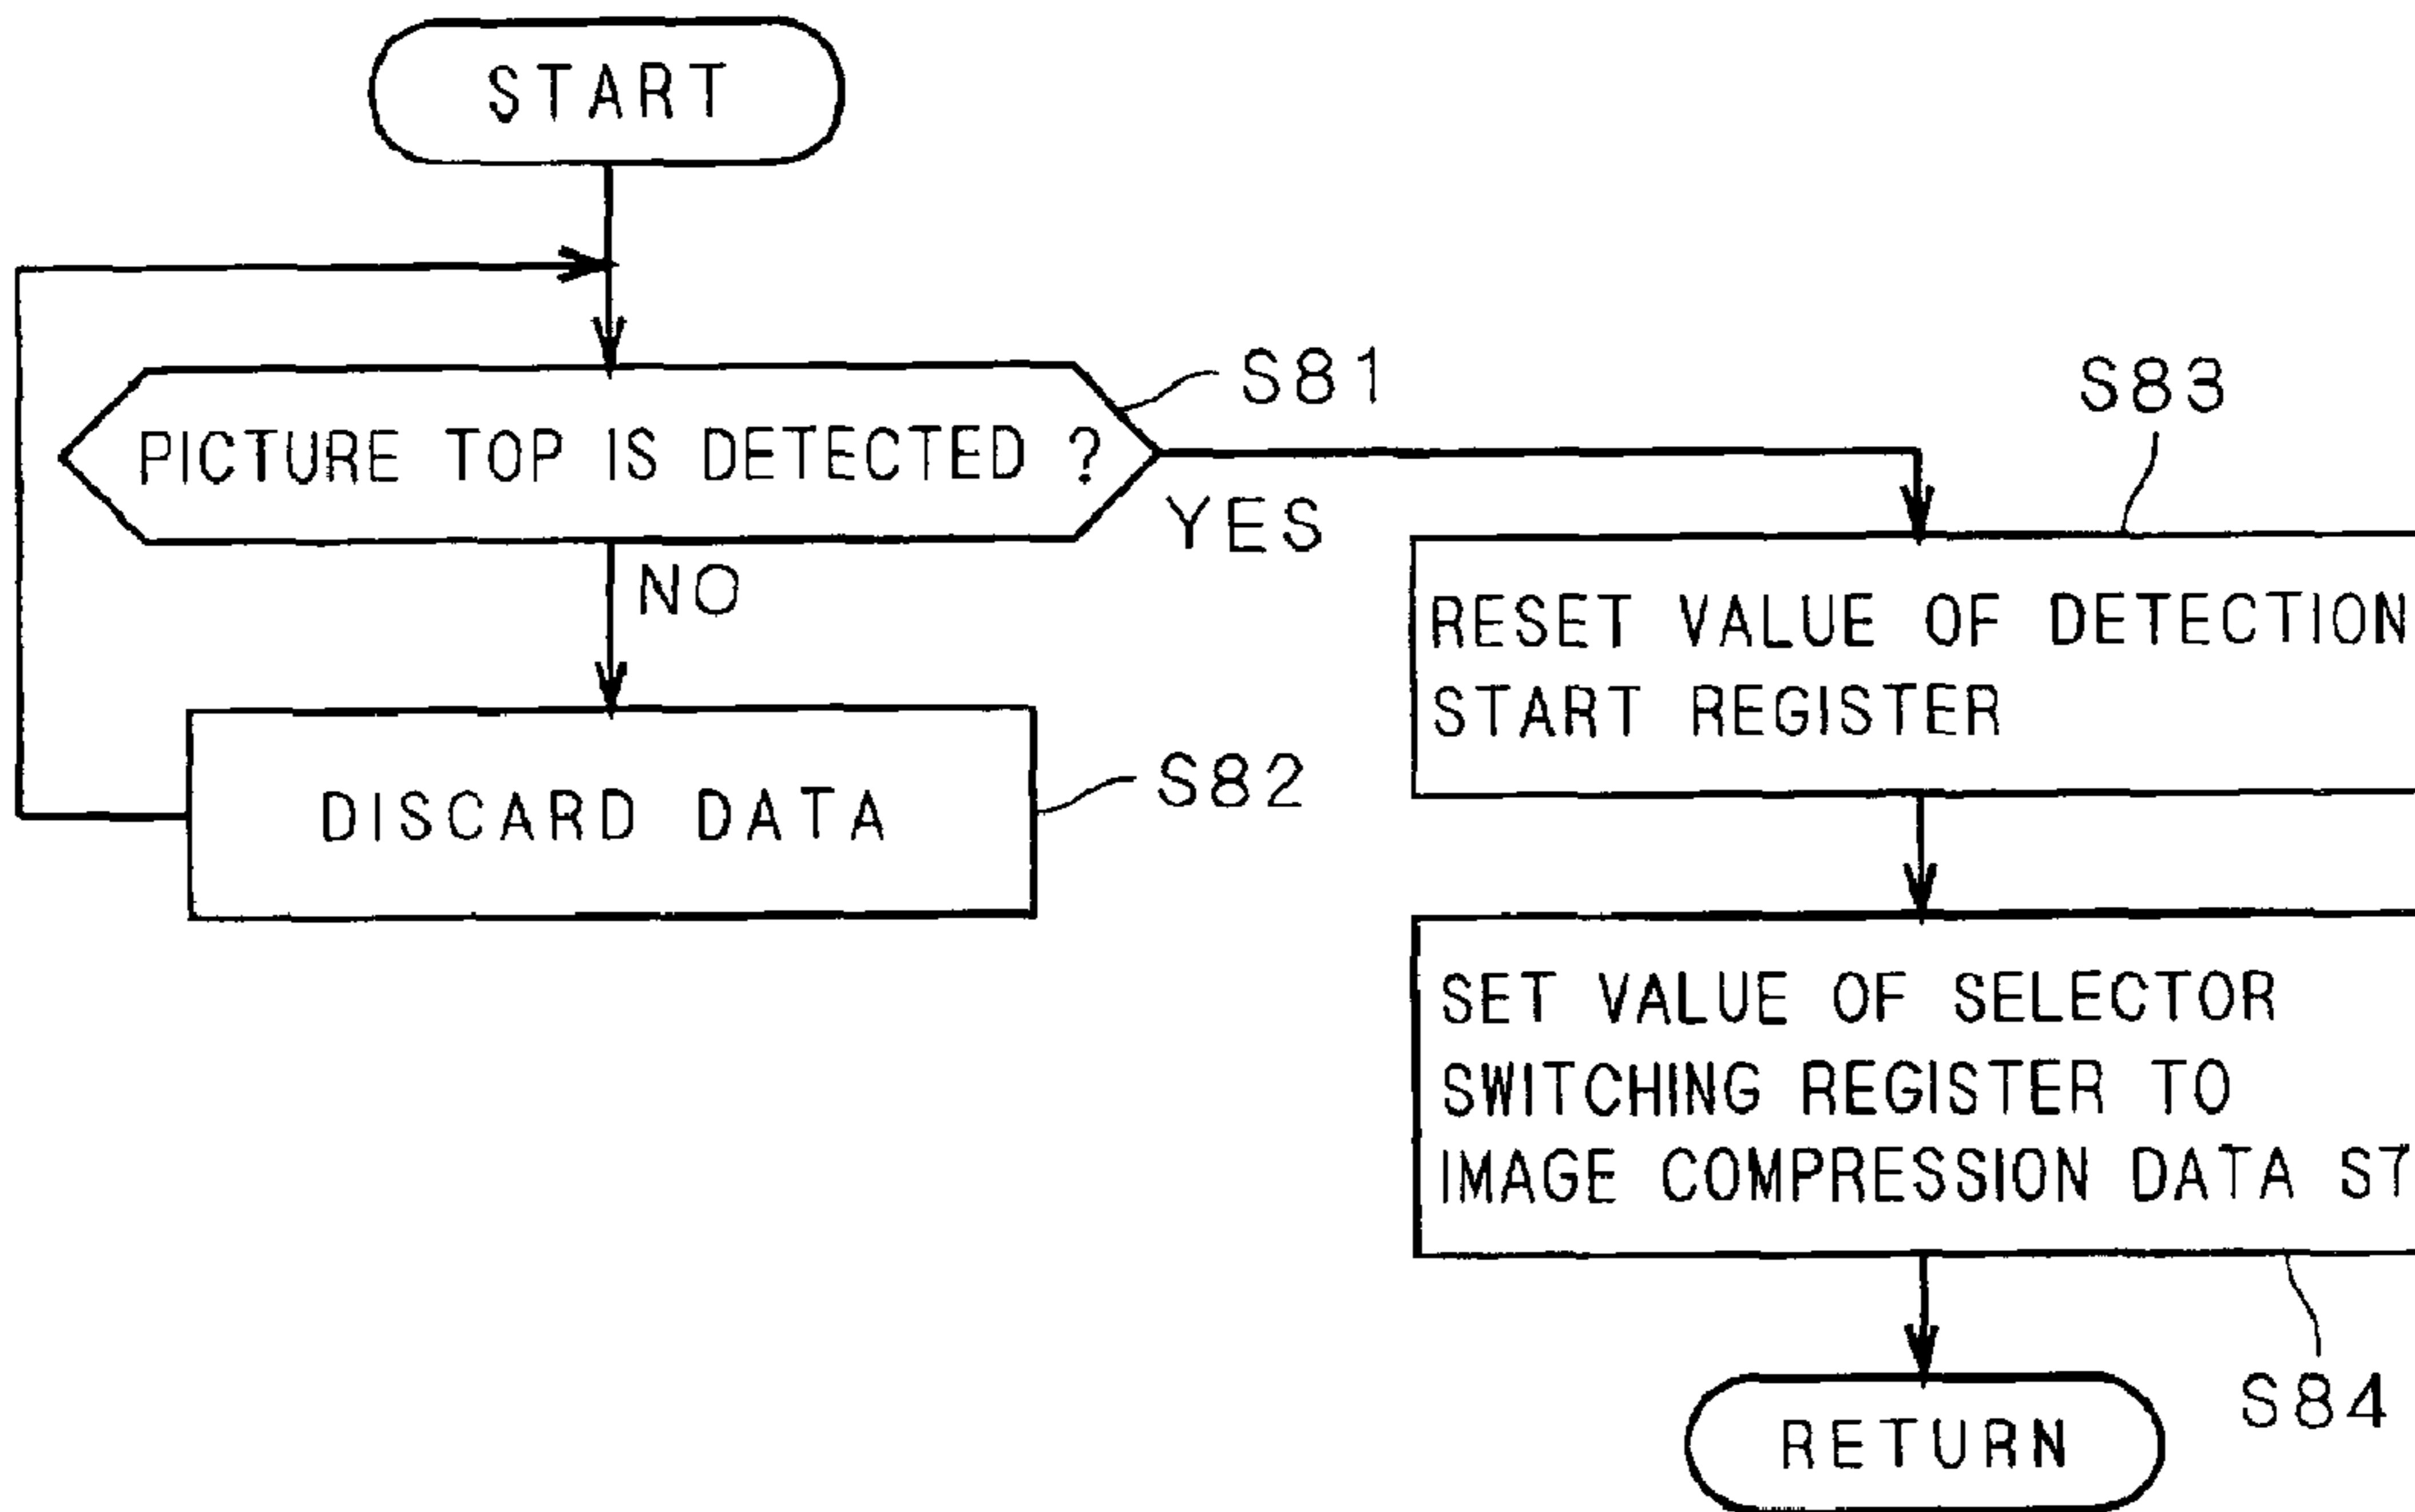 START
S81
PICTURE TOP IS DETECTED ?
YES
NO
DISCARD DATA
S82
S83
RESET VALUE OF DETECTION
START REGISTER
SET VALUE OF SELECTOR
SWITCHING REGISTER TO
IMAGE COMPRESSION DATA
S84
RETURN